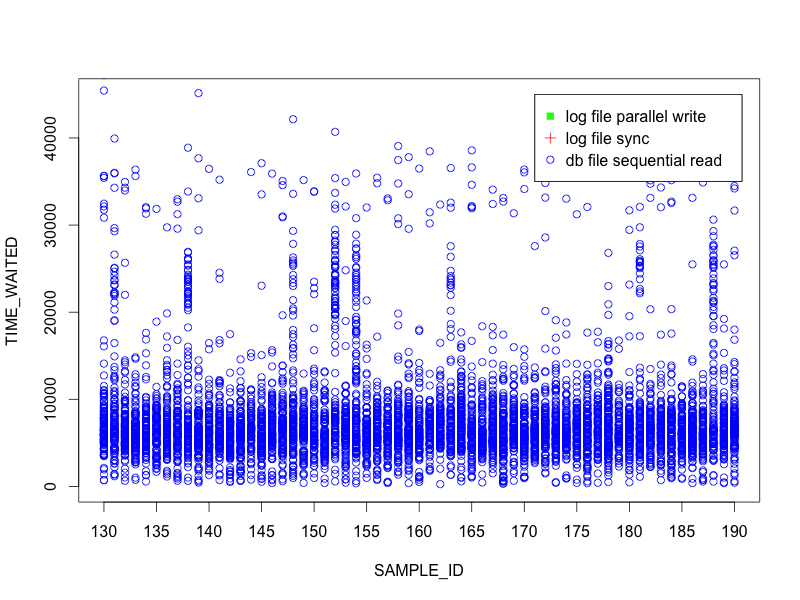 log file parallel write
log file sync
db file sequential read
TIME_WAITED
40000
30000
20000
10000
0
130 135 140 145 150 155 160 165 170 175 180 185 190
SAMPLE_ID